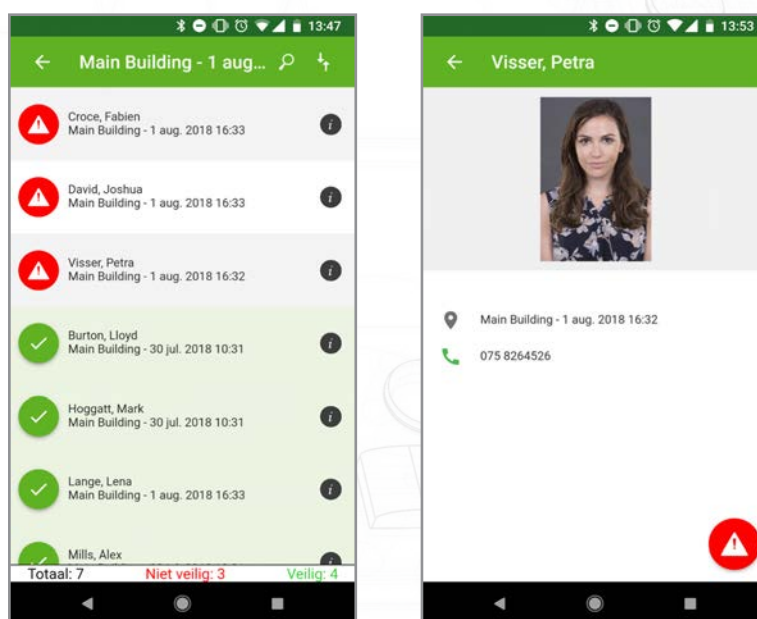 13:47
Main Building - 1 aug...
Croce, Fabien
Main Building - 1 aug. 2018 16:33
David, Joshua
Main Building - 1 aug. 2018 16:33
Visser, Petra
Main Building - 1 aug. 2018 16:32
Burton, Lloyd
Main Building - 30 jul. 2018 10:31
Hoggatt, Mark
Main Building - 30 jul. 2018 10:31
Lange, Lena
Main Building - 1 aug. 2018 16:33
Mills, Alex
Totaal: 7 Niet veilig: 3 Veilig: 4
13:53
Visser, Petra
Main Building - 1 aug. 2018 16:32
075 8264526